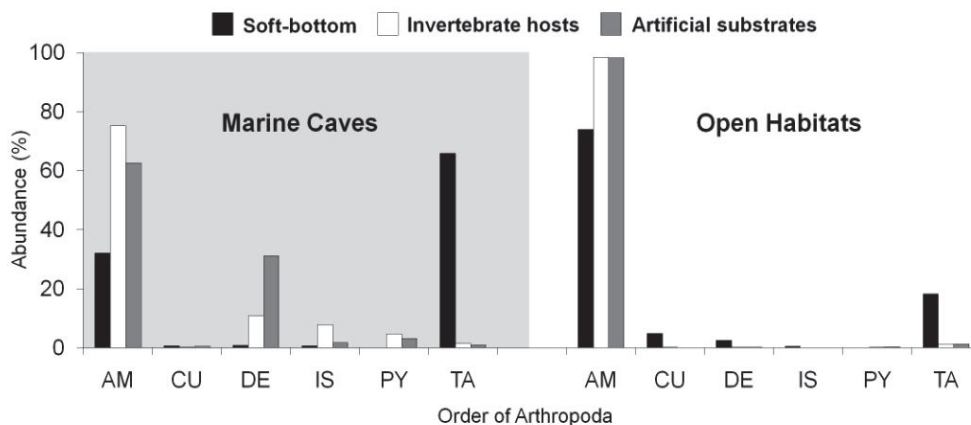 Soft-bottom Invertebrate hosts Artificial substrates
Marine Caves
Open Habitats
Abundance (%)
100
80
60
40
20
0
AM CU DE IS PY TA AM CU DE IS PY TA
Order of Arthropoda